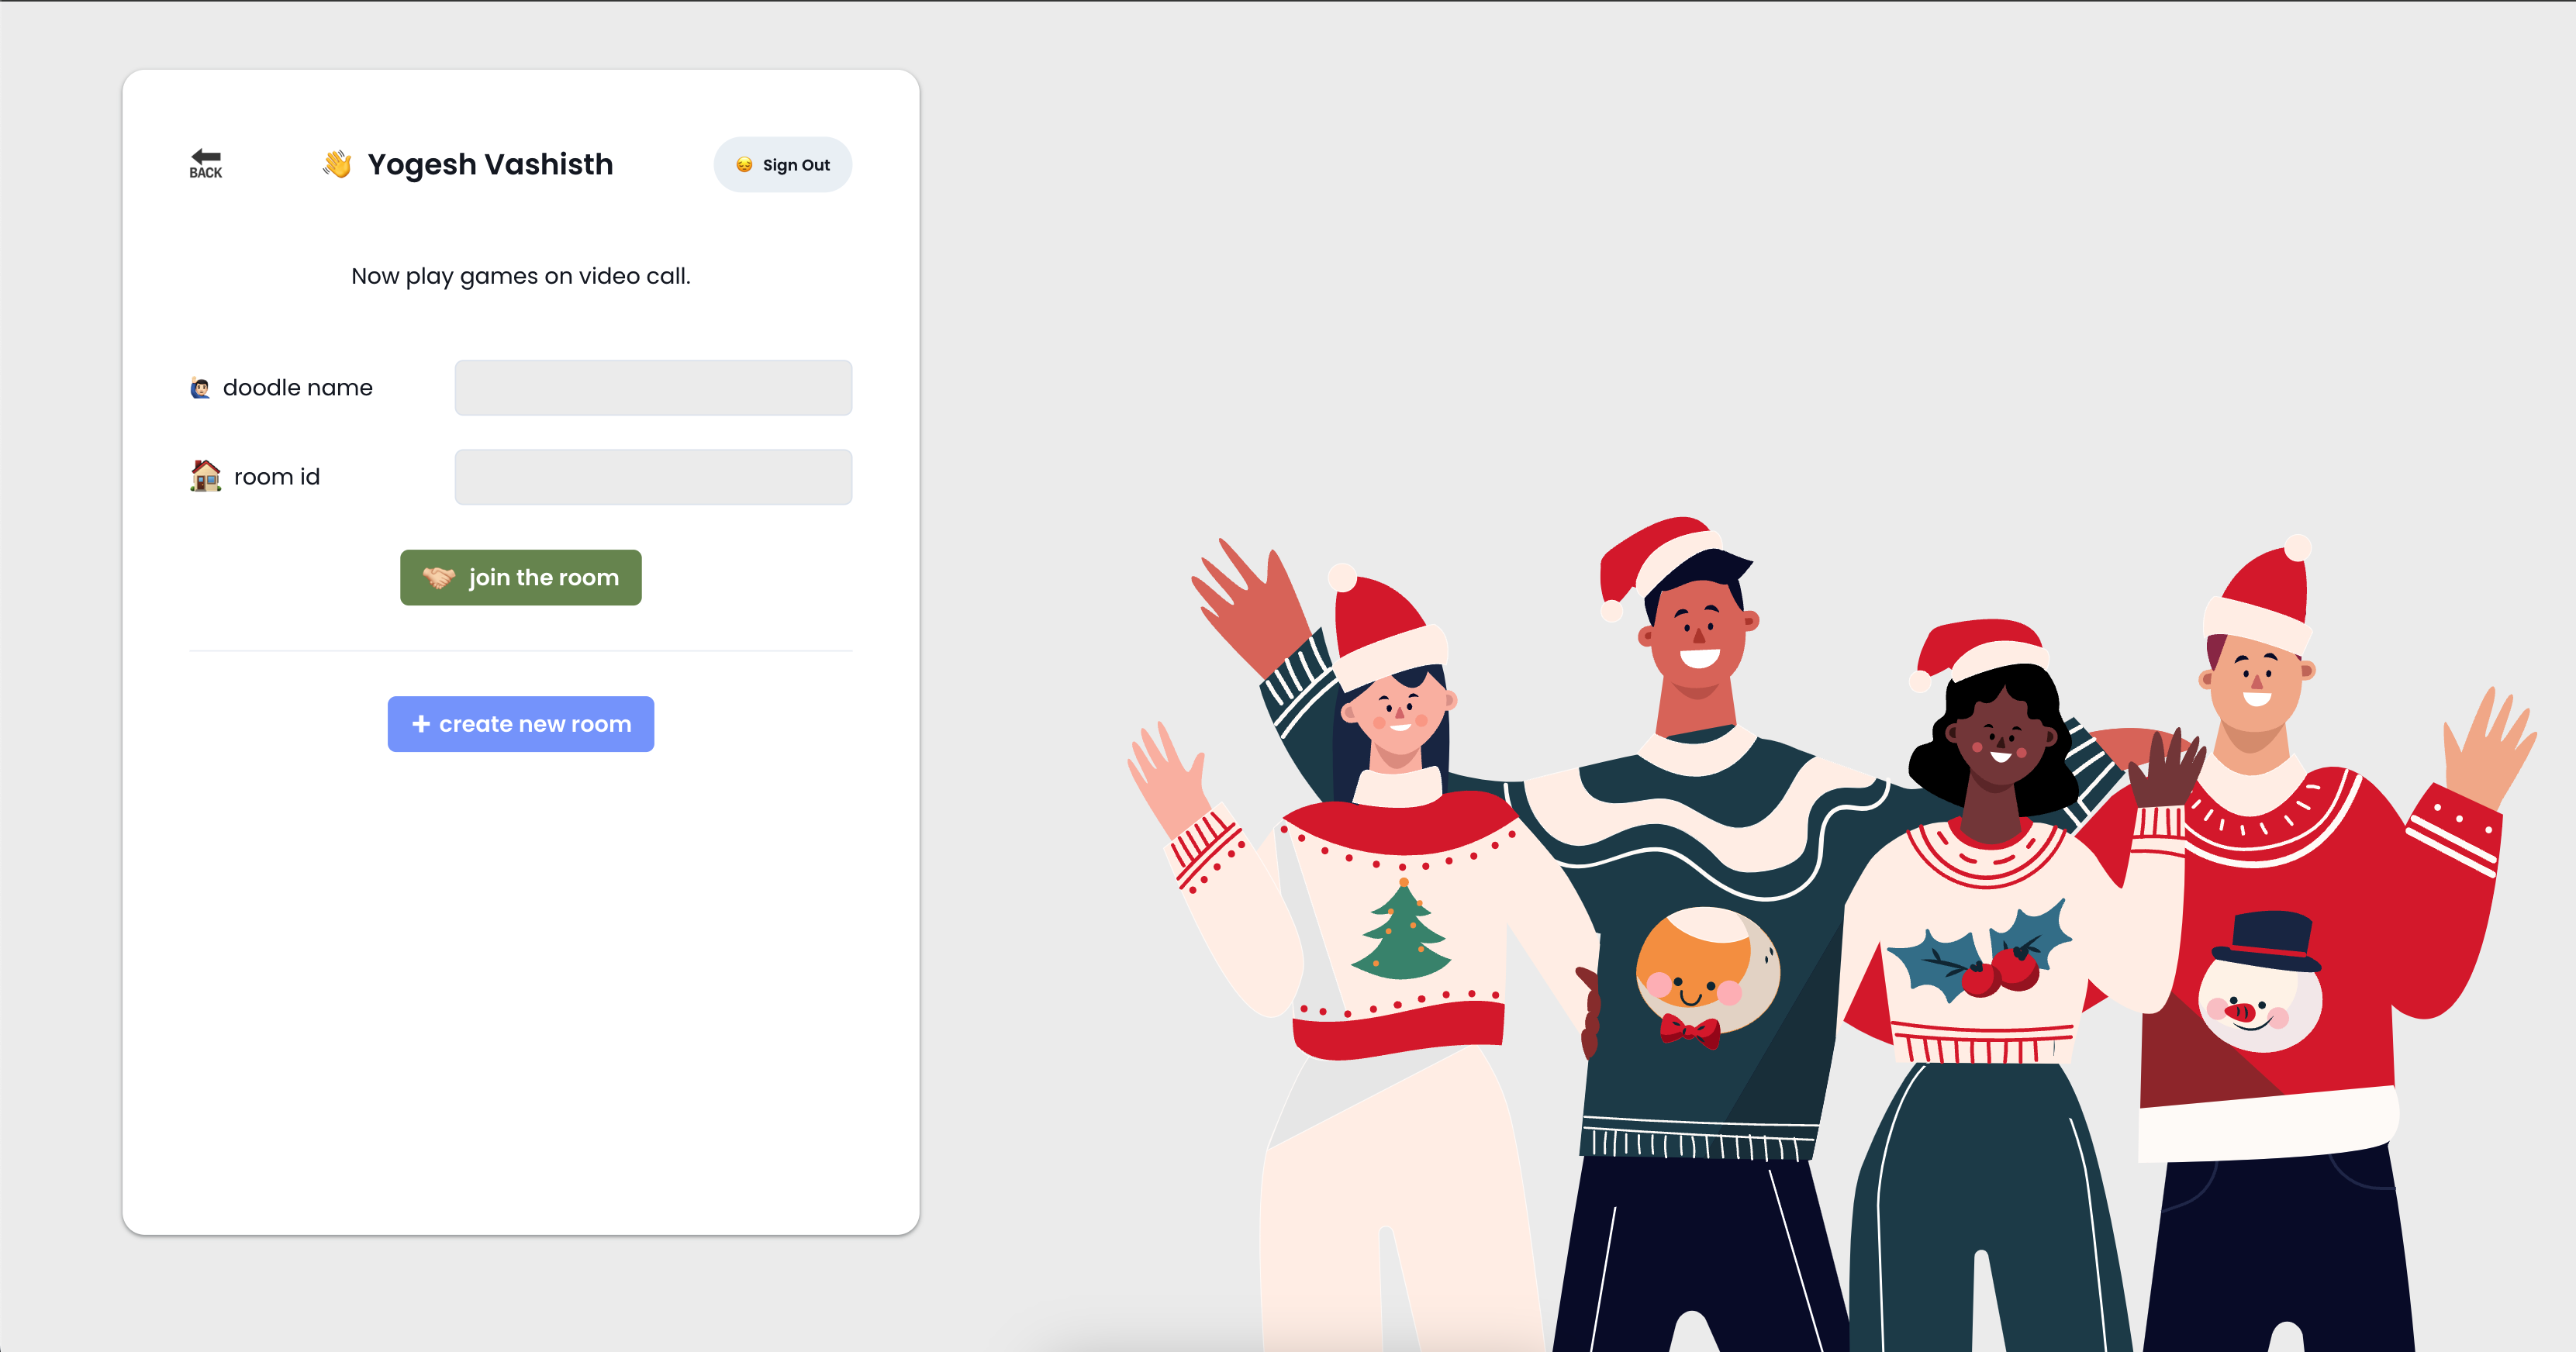 BACK
Yogesh Vashisth
Sign Out
Now play games on video call.
doodle name
room id
join the room
create new room